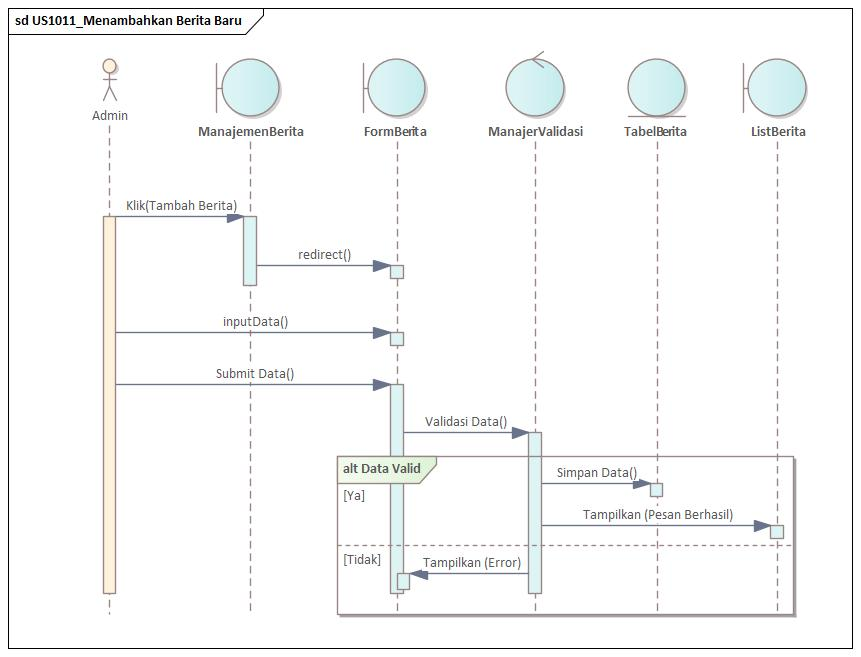 sd US1011_Menambahkan Berita Baru
Admin
ManajemenBerita
FormBerita
ManajerValidasi
TabelBerita
ListBerita
Klik(Tambah Berita)
redirect()
inputData()
Submit Data()
Validasi Data()
alt Data Valid
Simpan Data()
[Ya]
Tampilkan (Pesan Berhasil)
[Tidak]
Tampilkan (Error)